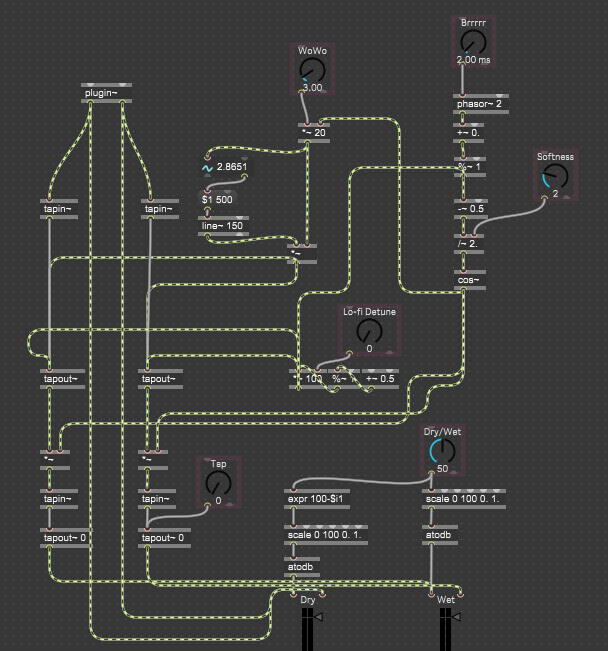 Brrrrr
2.00 ms
WoWo
3.00
plugin~
phasor~ 2
*~ 20
+~ 0.
2.8651
%~ 1
Softness
2
$1 500
tapin~
tapin~
-~ 0.5
line~ 150
/~ 2.
*~
cos~
Lo-fi Detune
0
tapout~
tapout~
+~ 0.5
Dry/Wet
50
*~
*~
Tap
0
tapin~
tapin~
expr 100-$i1
scale 0 100 0. 1.
tapout~ 0
tapout~ 0
scale 0 100 0. 1.
atodb
atodb
Dry
Wet